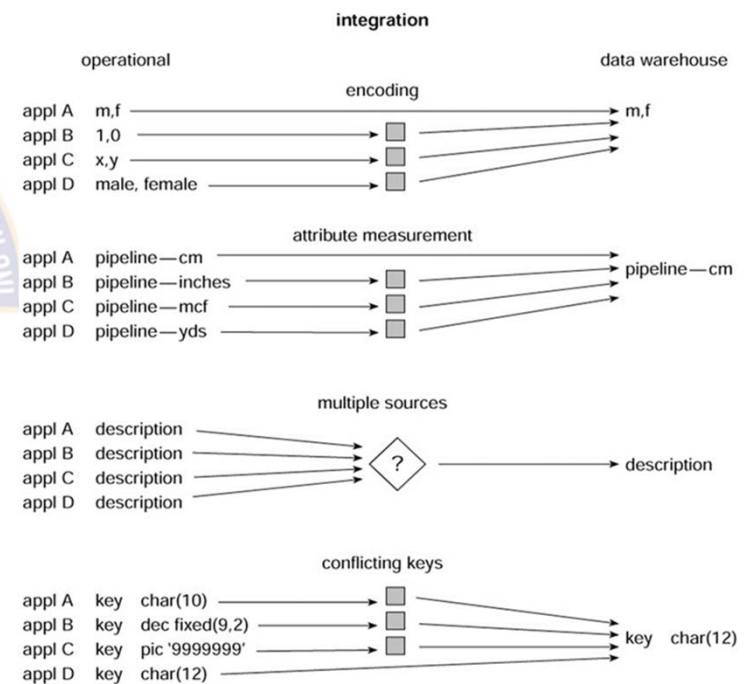 integration
operational data warehouse
encoding
appl A m,f m,f
appl B 1,0
appl C x,y
appl D male, female
attribute measurement
appl A pipeline—cm
pipeline—cm
appl B pipeline—inches
appl C pipeline—mcf
appl D pipeline—yds
multiple sources
appl A description
appl B description
? description
appl C description
appl D description
conflicting keys
appl A key char(10)
appl B key dec fixed(9,2)
key char(12)
appl C key pic '9999999'
appl D key char(12)